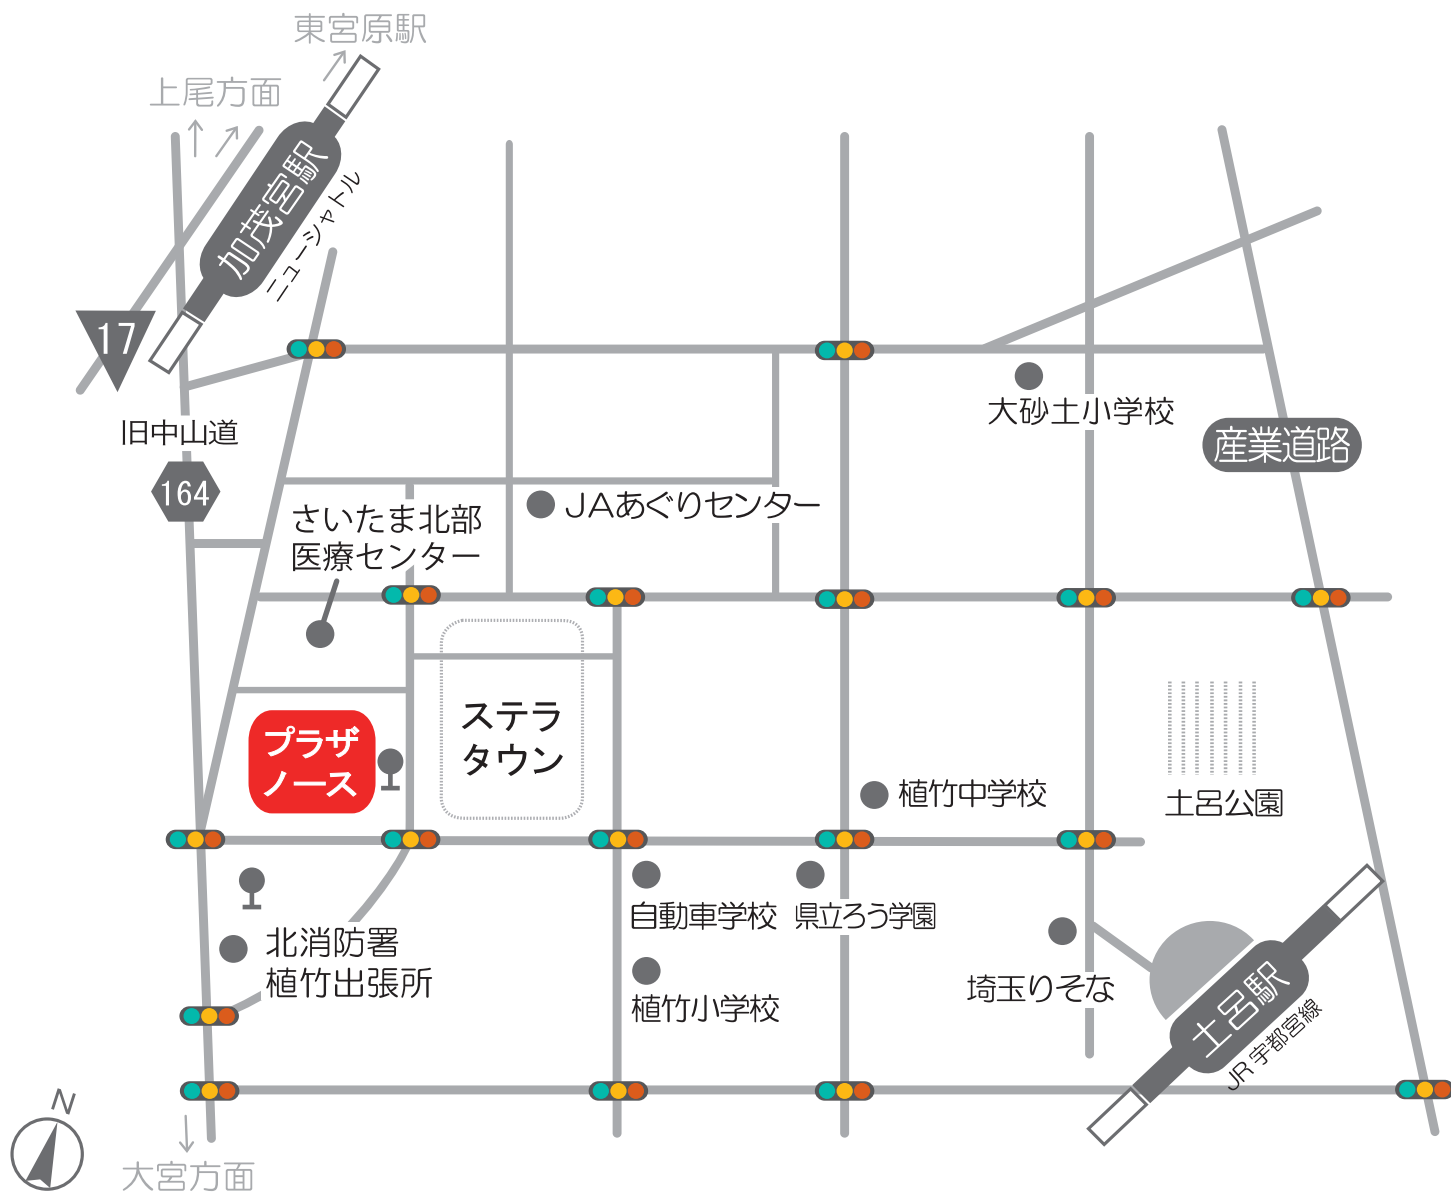 東宮原駅
上尾方面
加茂宮駅
ニューシャトル
17
旧中山道
164
大砂土小学校
産業道路
JAあぐりセンター
さいたま北部
医療センター
ステラ
タウン
プラザ
ノース
植竹中学校
土呂公園
自動車学校
県立ろう学園
北消防署
植竹出張所
植竹小学校
埼玉りそな
土呂駅
JR宇都宮線
N
大宮方面